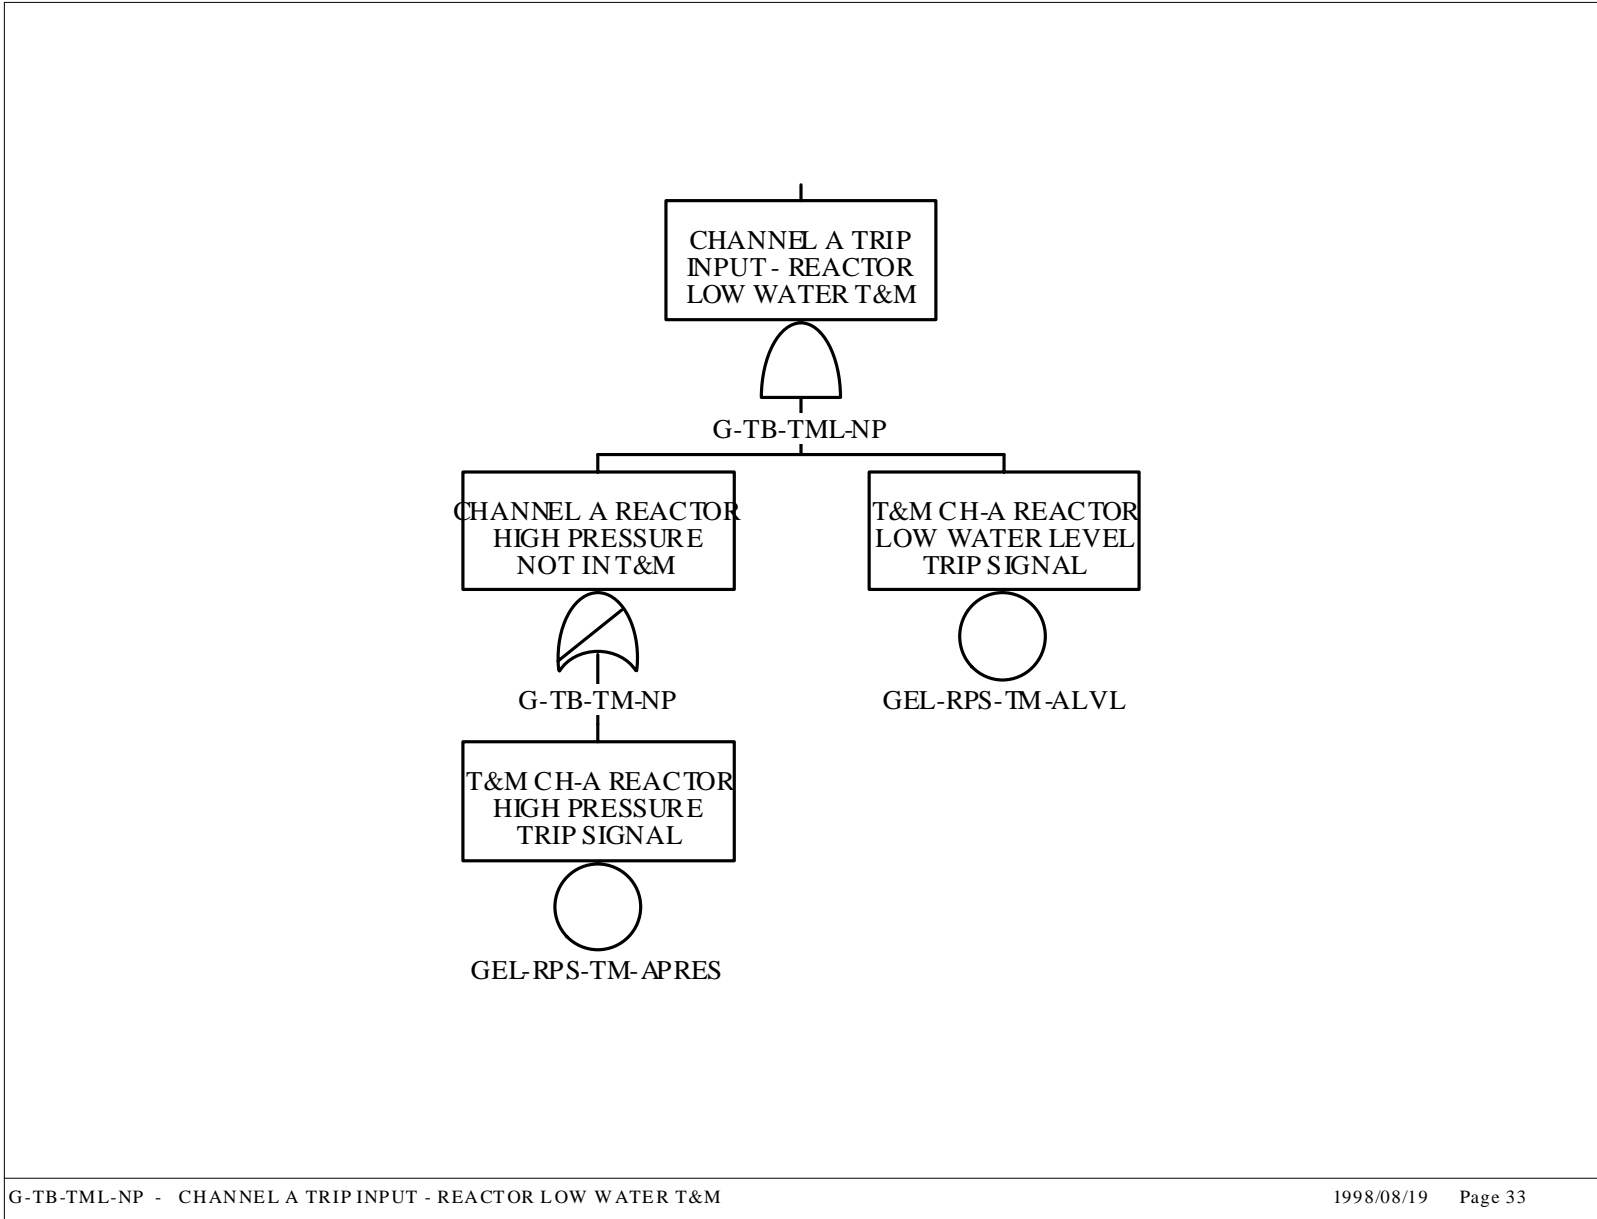 CHANNEL A TRIP
INPUT - REACTOR
LOW WATER T&M
G-TB-TML-NP
CHANNEL A REACTOR
HIGH PRESSURE
NOT IN T&M
T&M CH-A REACTOR
LOW WATER LEVEL
TRIP SIGNAL
G-TB-TM-NP
GEL-RPS-TM-ALVL
T&M CH-A REACTOR
HIGH PRESSURE
TRIP SIGNAL
GEL-RPS-TM-APRES
G-TB-TML-NP - CHANNEL A TRIP INPUT - REACTOR LOW WATER T&M
1998/08/19 Page 33